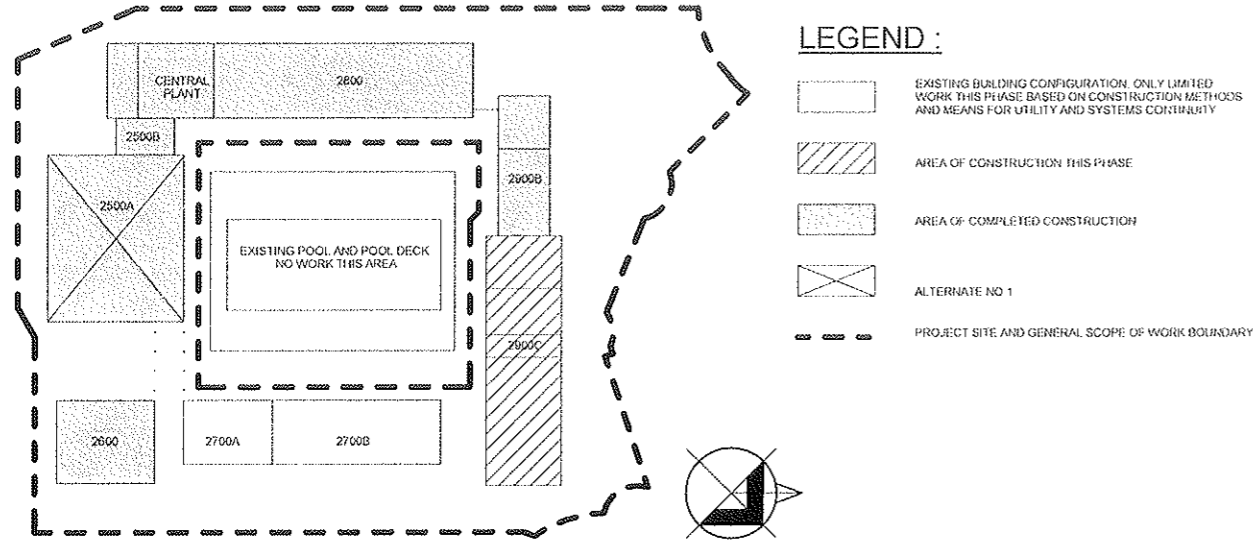 LEGEND :
EXISTING BUILDING CONFIGURATION, ONLY LIMITED
WORK THIS PHASE BASED ON CONSTRUCTION METHODS
AND MEANS FOR UTILITY AND SYSTEMS CONTINUITY
AREA OF CONSTRUCTION THIS PHASE
AREA OF COMPLETED CONSTRUCTION
ALTERNATE NO 1
PROJECT SITE AND GENERAL SCOPE OF WORK BOUNDARY
CENTRAL
PLANT
2800
2500B
2500A
2900B
EXISTING POOL AND POOL DECK
NO WORK THIS AREA
2900C
2600
2700A
2700B